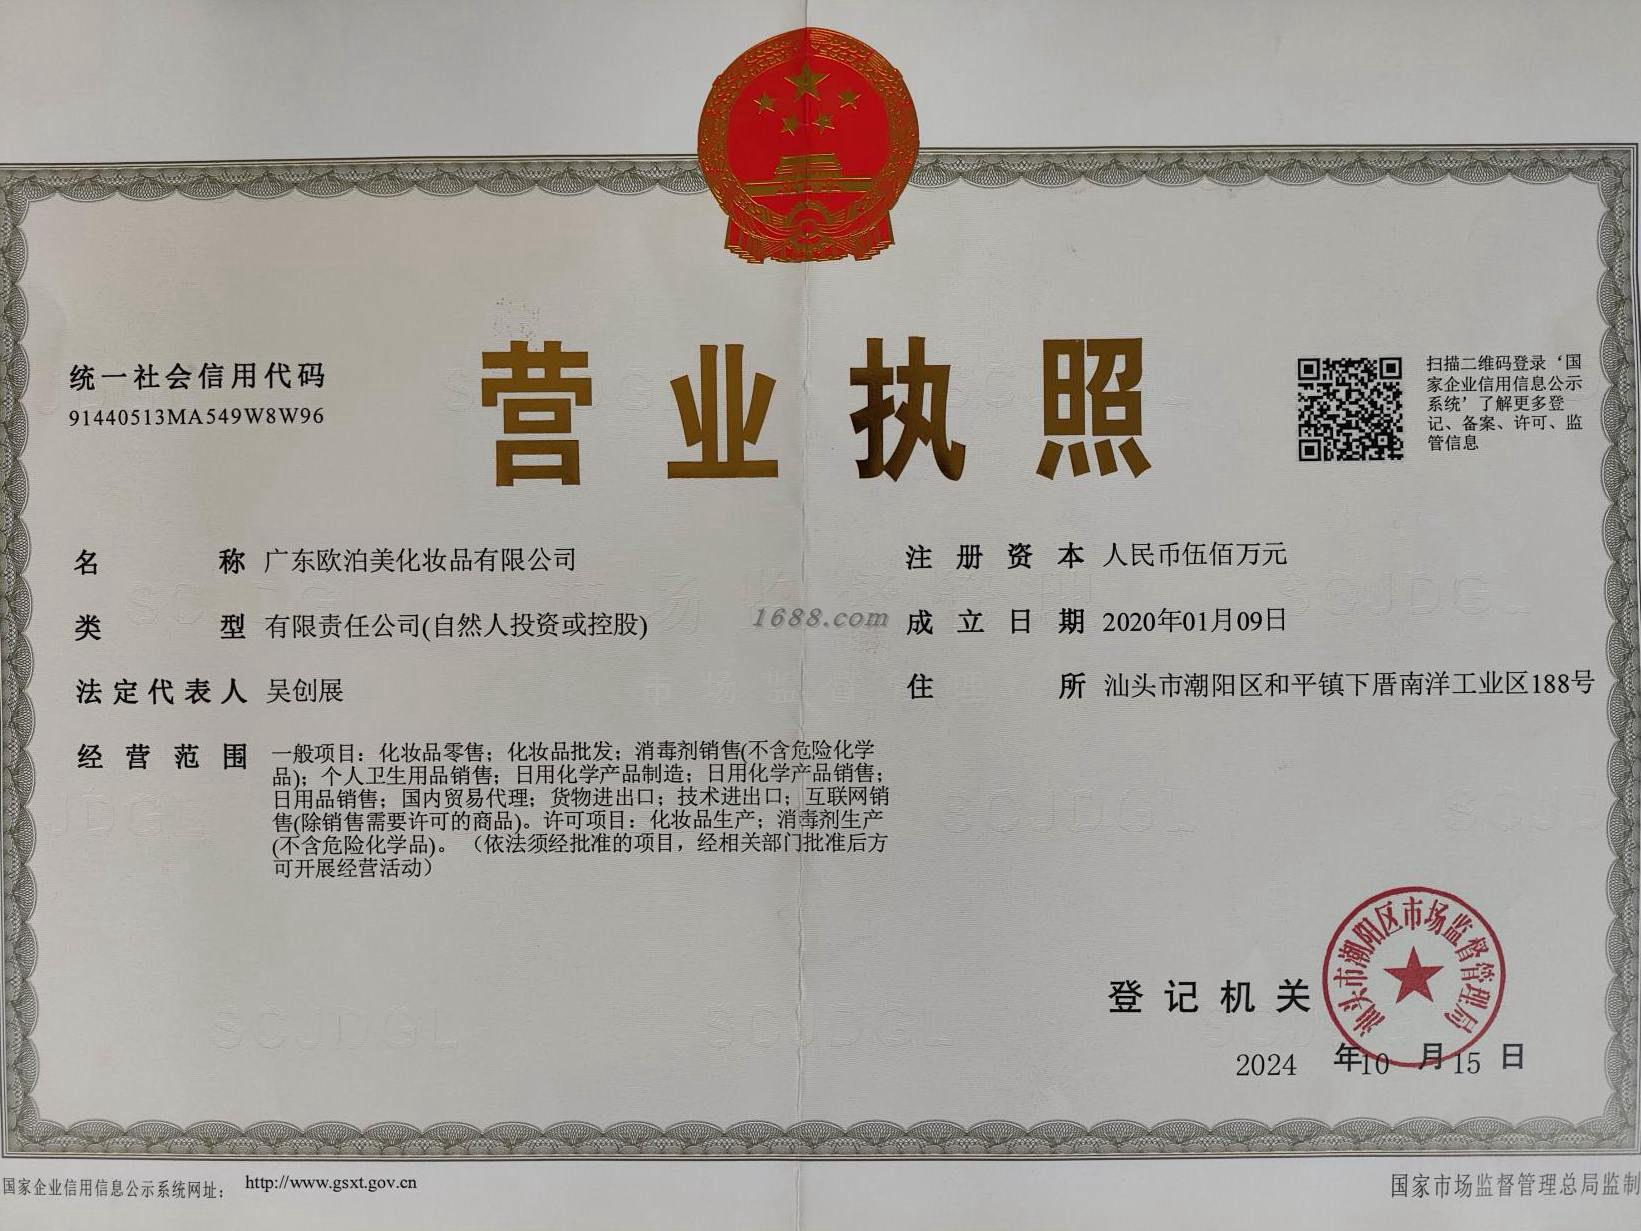 统一社会信用代码
91440513MA549W8W96
营业执照
扫描二维码登录‘国
家企业信用信息公示
系统’了解更多登
记、备案、许可、监
管信息
名称 广东欧泊美化妆品有限公司
类型 有限责任公司(自然人投资或控股)
法定代表人 吴创展
经营范围 一般项目：化妆品零售；化妆品批发；消毒剂销售(不含危险化学
品)；个人卫生用品销售；日用化学产品制造；日用化学产品销售；
日用品销售；国内贸易代理；货物进出口；技术进出口；互联网销
售(除销售需要许可的商品)。许可项目：化妆品生产；消毒剂生产
(不含危险化学品)。（依法须经批准的项目，经相关部门批准后方
可开展经营活动）
注册资本 人民币伍佰万元
1688.com
成立日期 2020年01月09日
住所 汕头市潮阳区和平镇下厝南洋工业区188号
登记机关
汕头市潮阳区市场监督管理局
2024 年10 月15 日
国家企业信用信息公示系统网址： http://www.gsxt.gov.cn
国家市场监督管理总局监制